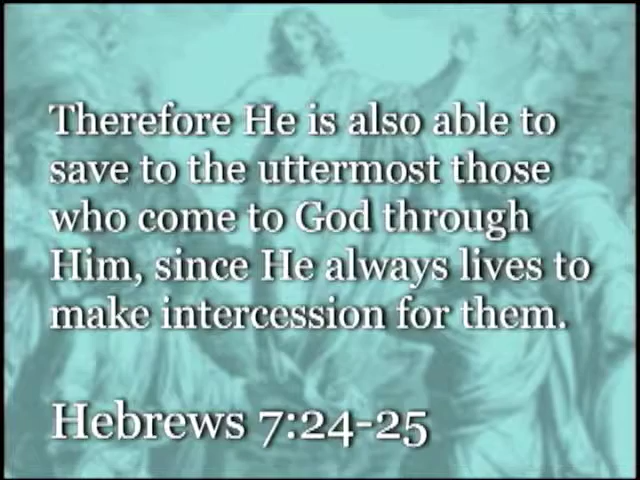 Therefore He is also able to
save to the uttermost those
who come to God through
Him, since He always lives to
make intercession for them.
Hebrews 7:24-25